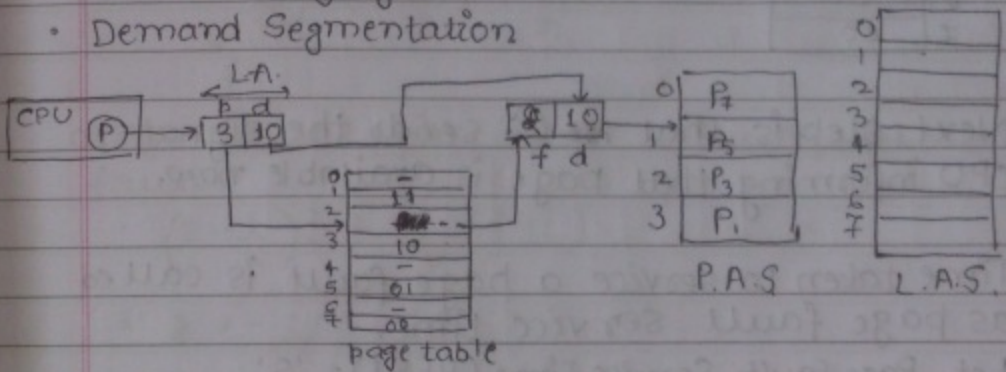 • Demand Segmentation
L.A.
p d
CPU P
3 10
2 10
f d
0 P7
1 P5
2 P3
3 P1
P.A.S
0
1
2
3
4
5
6
7
L.A.S.
0 -
1 11
2
3 10
4 -
5 01
6 -
7 00
page table